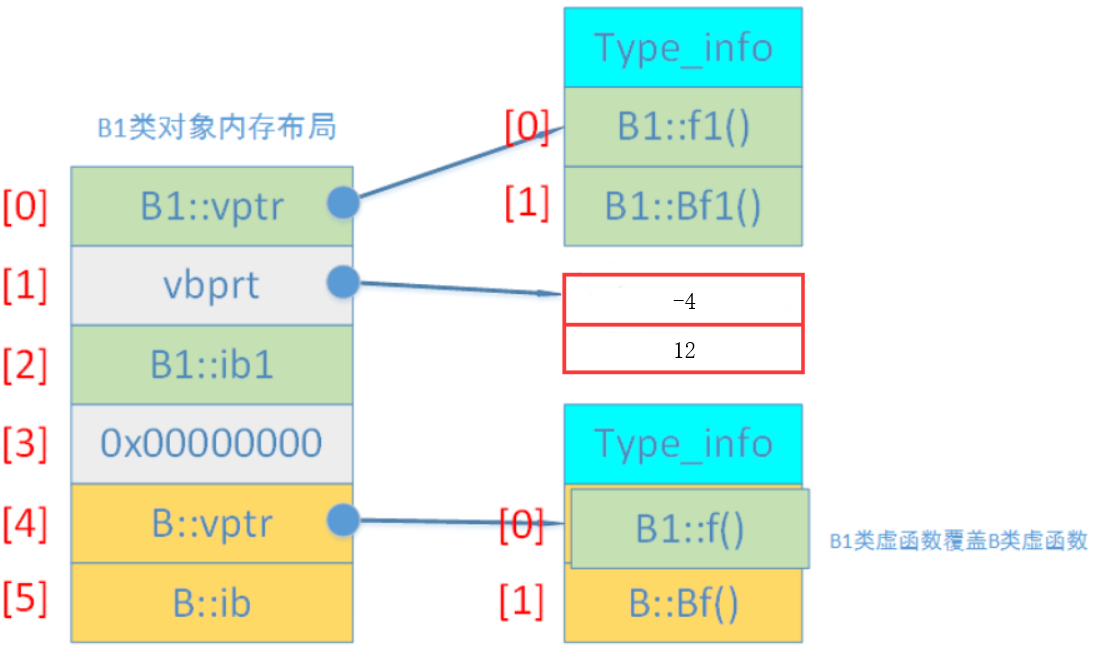 Type_info
B1类对象内存布局
[0]
B1::f1()
[0]
B1::vptr
[1]
B1::Bf1()
[1]
vbprt
-4
[2]
B1::ib1
12
[3]
0x00000000
Type_info
[4]
B::vptr
[0]
B1::f()
B1类虚函数覆盖B类虚函数
[5]
B::ib
[1]
B::Bf()